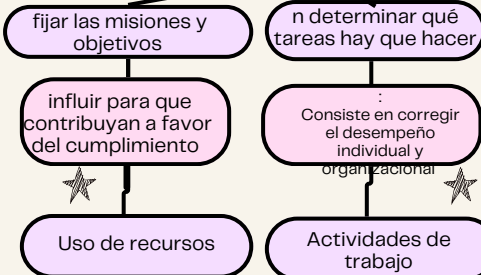 fijar las misiones y
objetivos
n determinar qué
tareas hay que hacer
influir para que
contribuyan a favor
del cumplimiento
:
Consiste en corregir
el desempeño
individual y
organizacional
Uso de recursos
Actividades de
trabajo